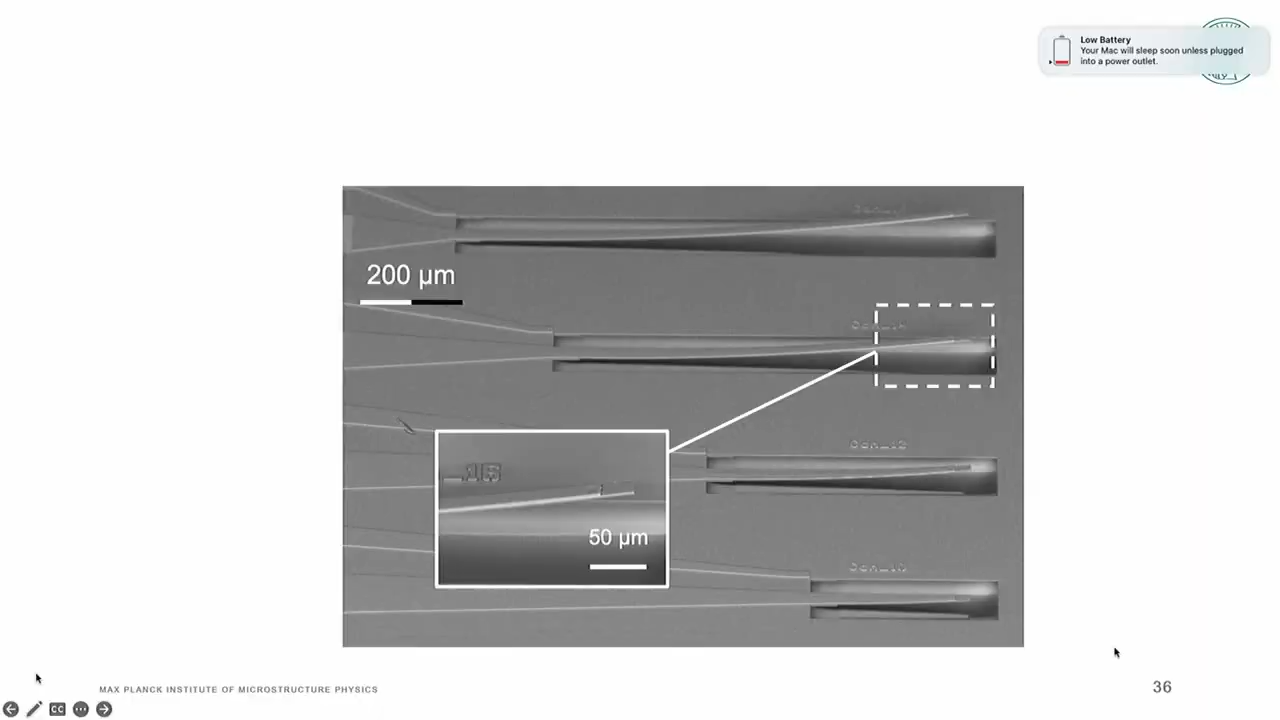 Low Battery
Your Mac will sleep soon unless plugged
into a power outlet.
200 µm
50 µm
MAX PLANCK INSTITUTE OF MICROSTRUCTURE PHYSICS
36
CC